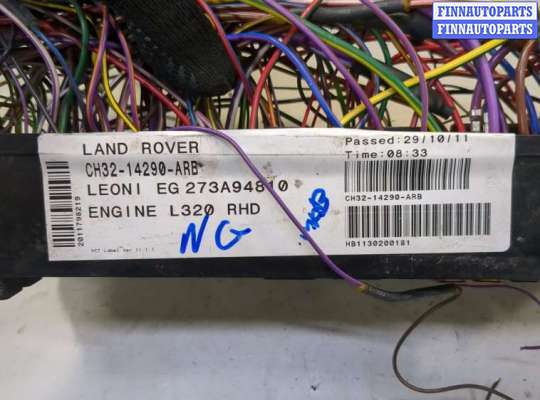 FINNAUTOPARTS
FINNAUTOPARTS
LAND ROVER
CH32-14290-ARB
LEONI EG 273A94810
ENGINE L320 RHD
2011798219
Passed:29/10/11
Time:08:33
CH32-14290-ARB
HB1130200181
NG